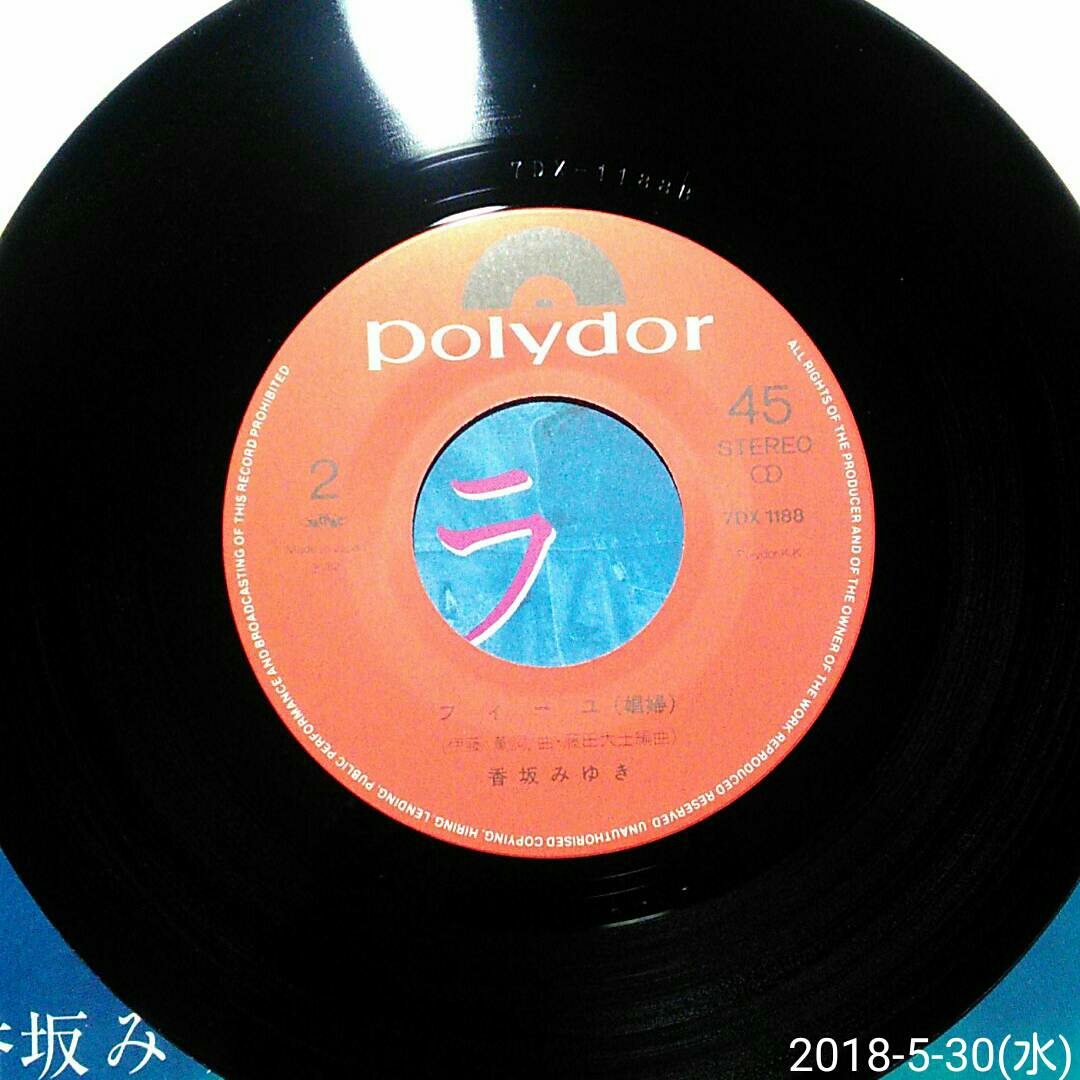 7DX-1188B
polydor
45
STEREO
2
7DX 1188
Polydor K.K.
ラ
フィーユ(娼婦)
香坂みゆき
ALL RIGHTS OF THE PRODUCER AND OF THE OWNER OF THE WORK REPRODUCED RESERVED. UNAUTHORISED COPYING, HIRING, LENDING, PUBLIC PERFORMANCE AND BROADCASTING OF THIS RECORD PROHIBITED
坂み
2018-5-30(水)